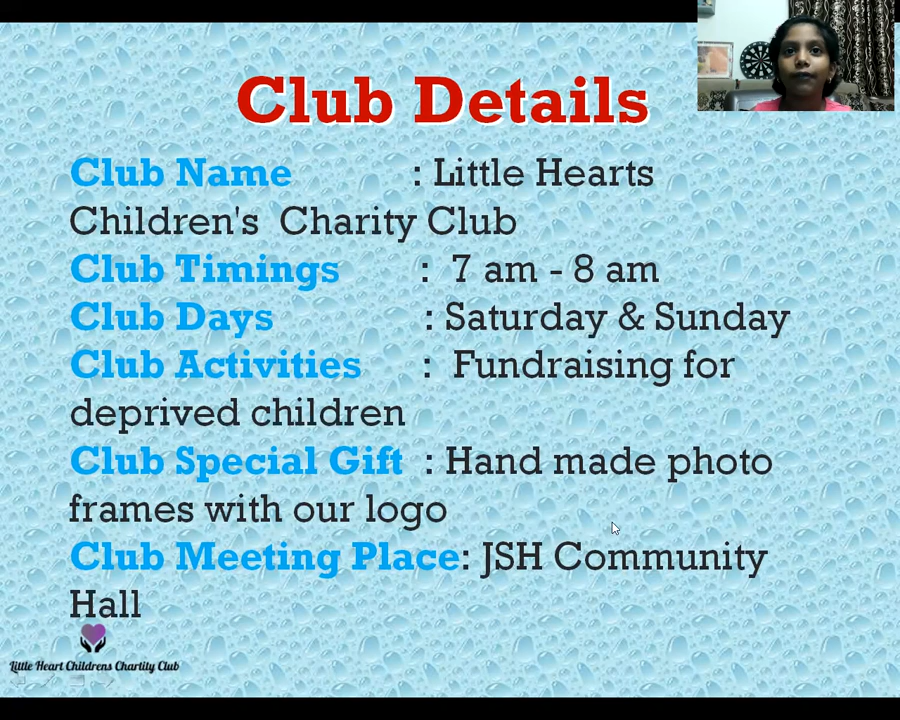 Club Details
Club Name : Little Hearts
Children's Charity Club
Club Timings : 7 am - 8 am
Club Days : Saturday & Sunday
Club Activities : Fundraising for
deprived children
Club Special Gift : Hand made photo
frames with our logo
Club Meeting Place: JSH Community
Hall
Little Heart Childrens Chartity Club